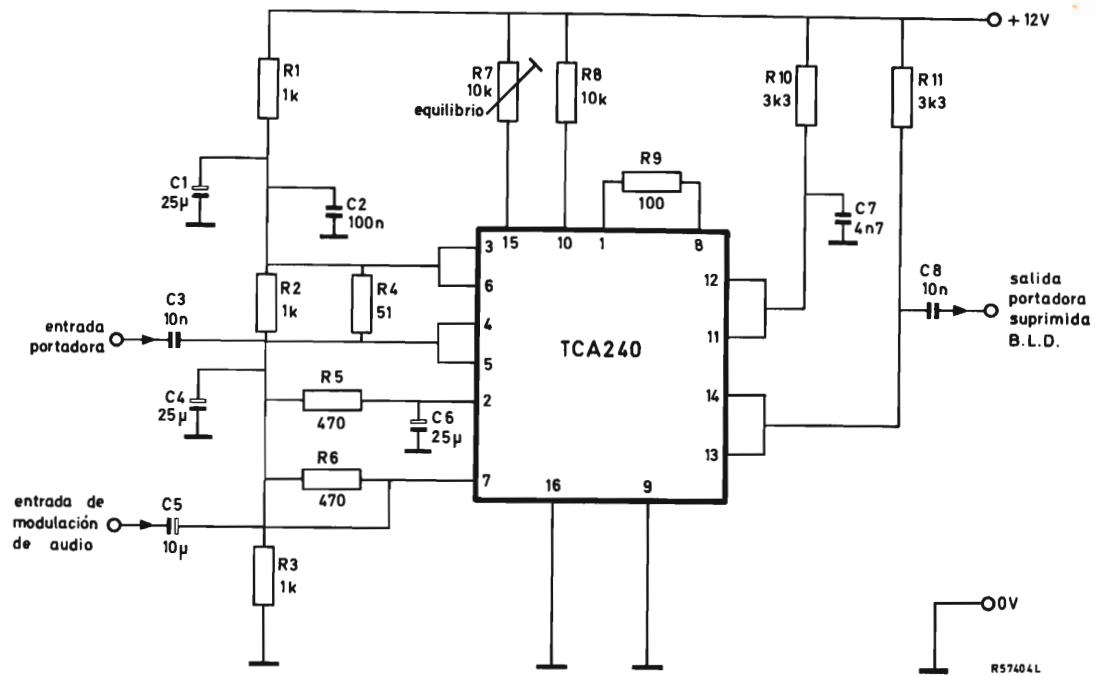 +12V
R1
1k
R7
10k
equilibrio
R8
10k
R10
3k3
R11
3k3
C1
25µ
C2
100n
R9
100
C7
4n7
15
10
1
8
3
6
4
5
2
7
12
11
14
13
16
9
TCA240
R2
1k
R4
51
C3
10n
entrada
portadora
C4
25µ
R5
470
C6
25µ
R6
470
entrada de
modulación
de audio
C5
10µ
R3
1k
C8
10n
salida
portadora
suprimida
B.L.D.
0V
R57404L